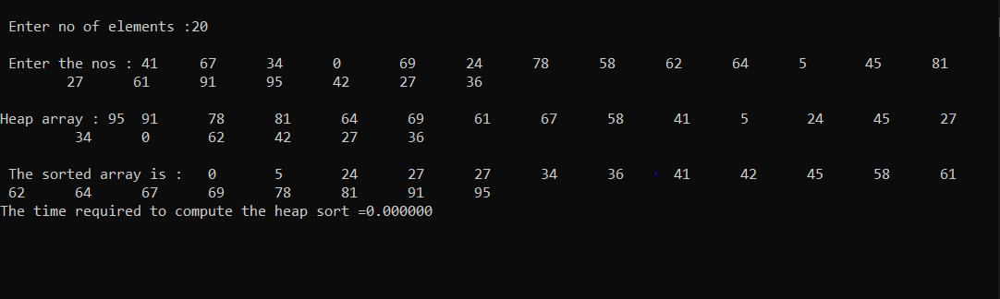 Enter no of elements :20
Enter the nos : 41 67 34 0 69 24 78 58 62 64 5 45 81
27 61 91 95 42 27 36
Heap array : 95 91 78 81 64 69 61 67 58 41 5 24 45 27
34 0 62 42 27 36
The sorted array is : 0 5 24 27 27 34 36 41 42 45 58 61
62 64 67 69 78 81 91 95
The time required to compute the heap sort =0.000000